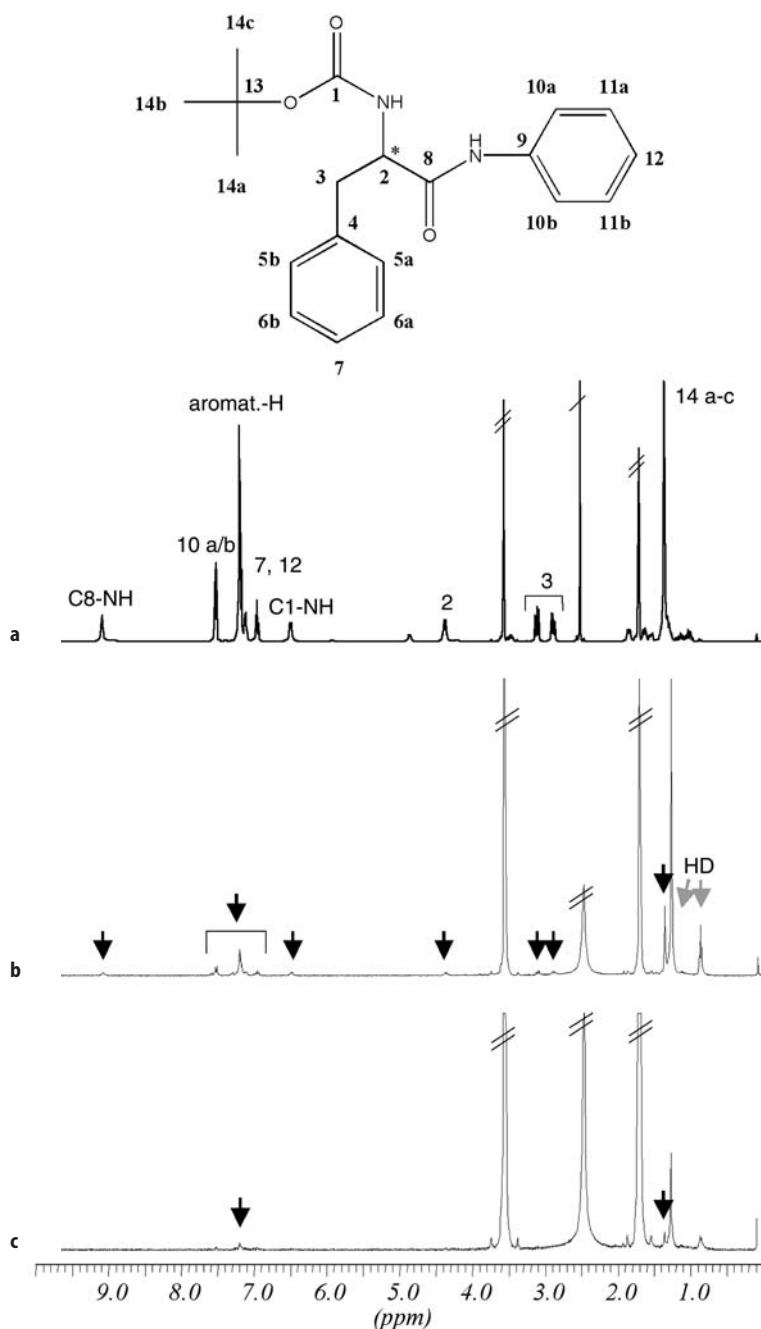 14c
O
10a 11a
13
14b O 1 NH H 9 12
N
* 8
14a 3 2
O 10b 11b
4
5b 5a
6b 6a
7
aromat.-H
14 a-c
10 a/b
7, 12 3
C8-NH C1-NH 2
a
HD
b
c
9.0 8.0 7.0 6.0 5.0 4.0 3.0 2.0 1.0
(ppm)